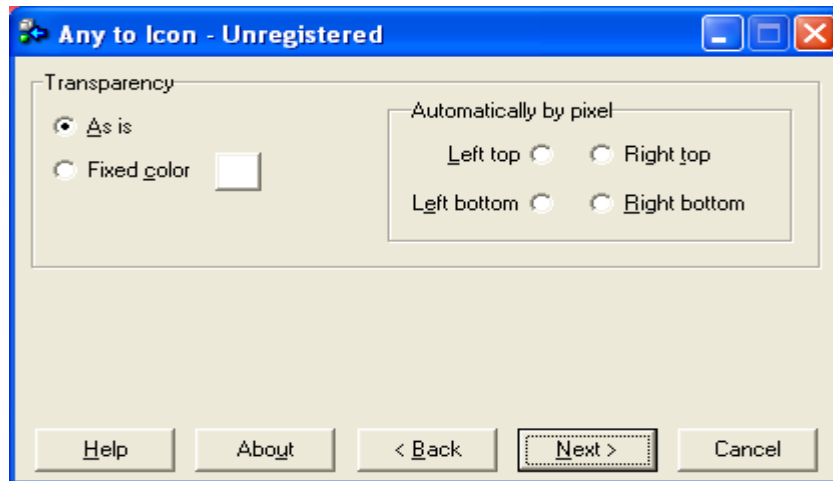 Any to Icon - Unregistered
Transparency
As is
Fixed color
Automatically by pixel
Left top Right top
Left bottom Right bottom
Help About < Back Next > Cancel